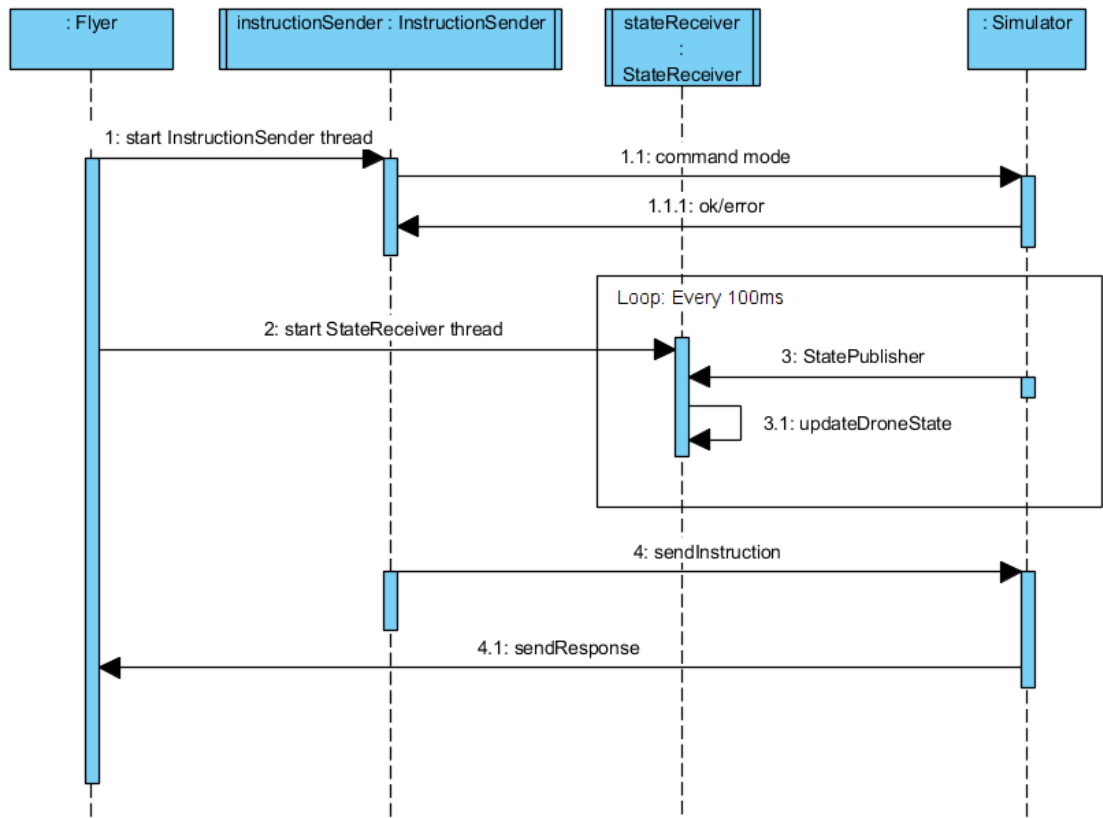 : Flyer
instructionSender : InstructionSender
stateReceiver
:
StateReceiver
: Simulator
1: start InstructionSender thread
1.1: command mode
1.1.1: ok/error
Loop: Every 100ms
2: start StateReceiver thread
3: StatePublisher
3.1: updateDroneState
4: sendInstruction
4.1: sendResponse